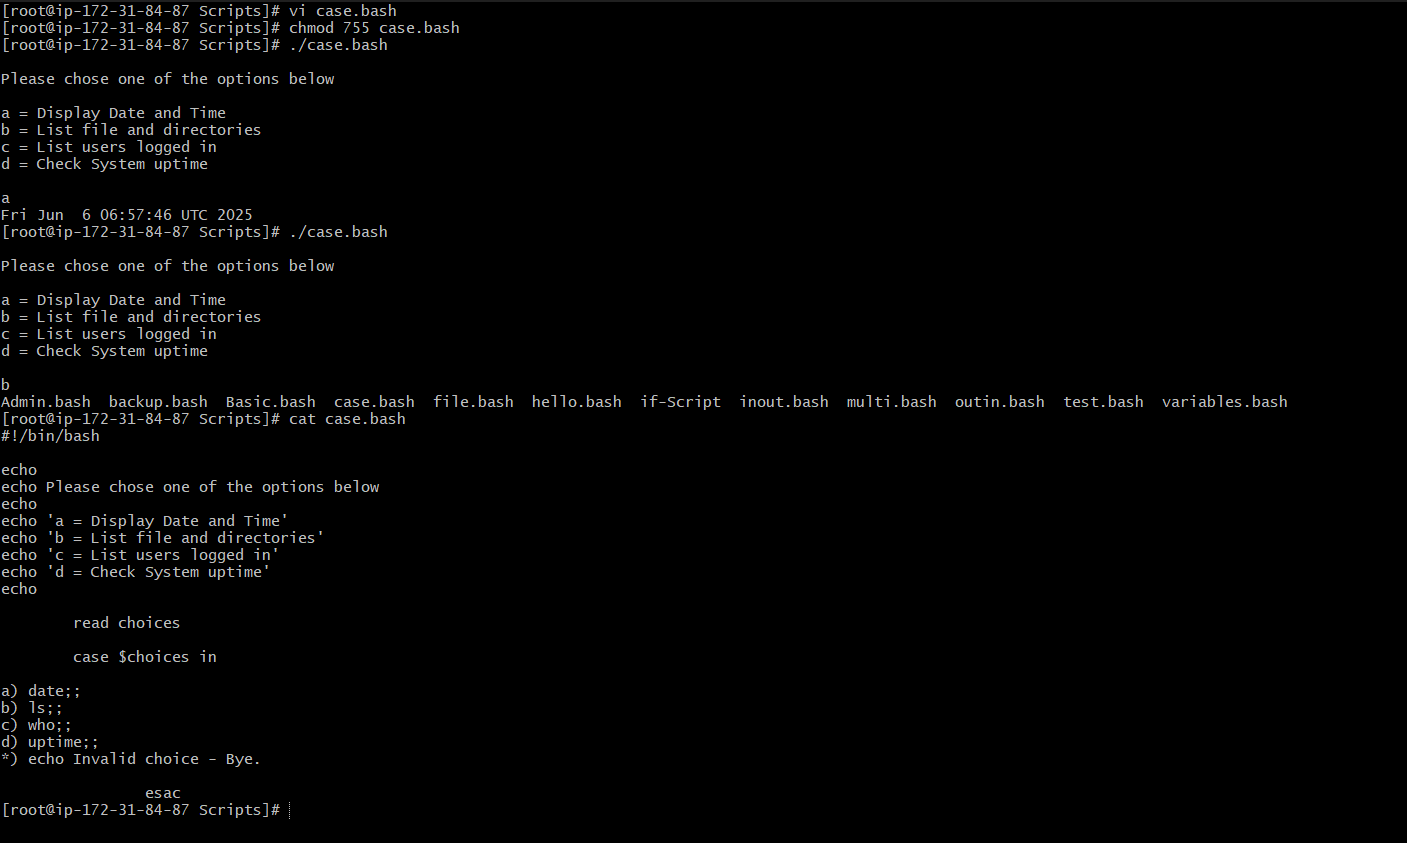 [root@ip-172-31-84-87 Scripts]# vi case.bash
[root@ip-172-31-84-87 Scripts]# chmod 755 case.bash
[root@ip-172-31-84-87 Scripts]# ./case.bash
Please chose one of the options below
a = Display Date and Time
b = List file and directories
c = List users logged in
d = Check System uptime
a
Fri Jun  6 06:57:46 UTC 2025
[root@ip-172-31-84-87 Scripts]# ./case.bash
Please chose one of the options below
a = Display Date and Time
b = List file and directories
c = List users logged in
d = Check System uptime
b
Admin.bash  backup.bash  Basic.bash  case.bash  file.bash  hello.bash  if-Script  inout.bash  multi.bash  outin.bash  test.bash  variables.bash
[root@ip-172-31-84-87 Scripts]# cat case.bash
#!/bin/bash
echo
echo Please chose one of the options below
echo
echo 'a = Display Date and Time'
echo 'b = List file and directories'
echo 'c = List users logged in'
echo 'd = Check System uptime'
echo
        read choices
        case $choices in
a) date;;
b) ls;;
c) who;;
d) uptime;;
*) echo Invalid choice - Bye.
                esac
[root@ip-172-31-84-87 Scripts]#